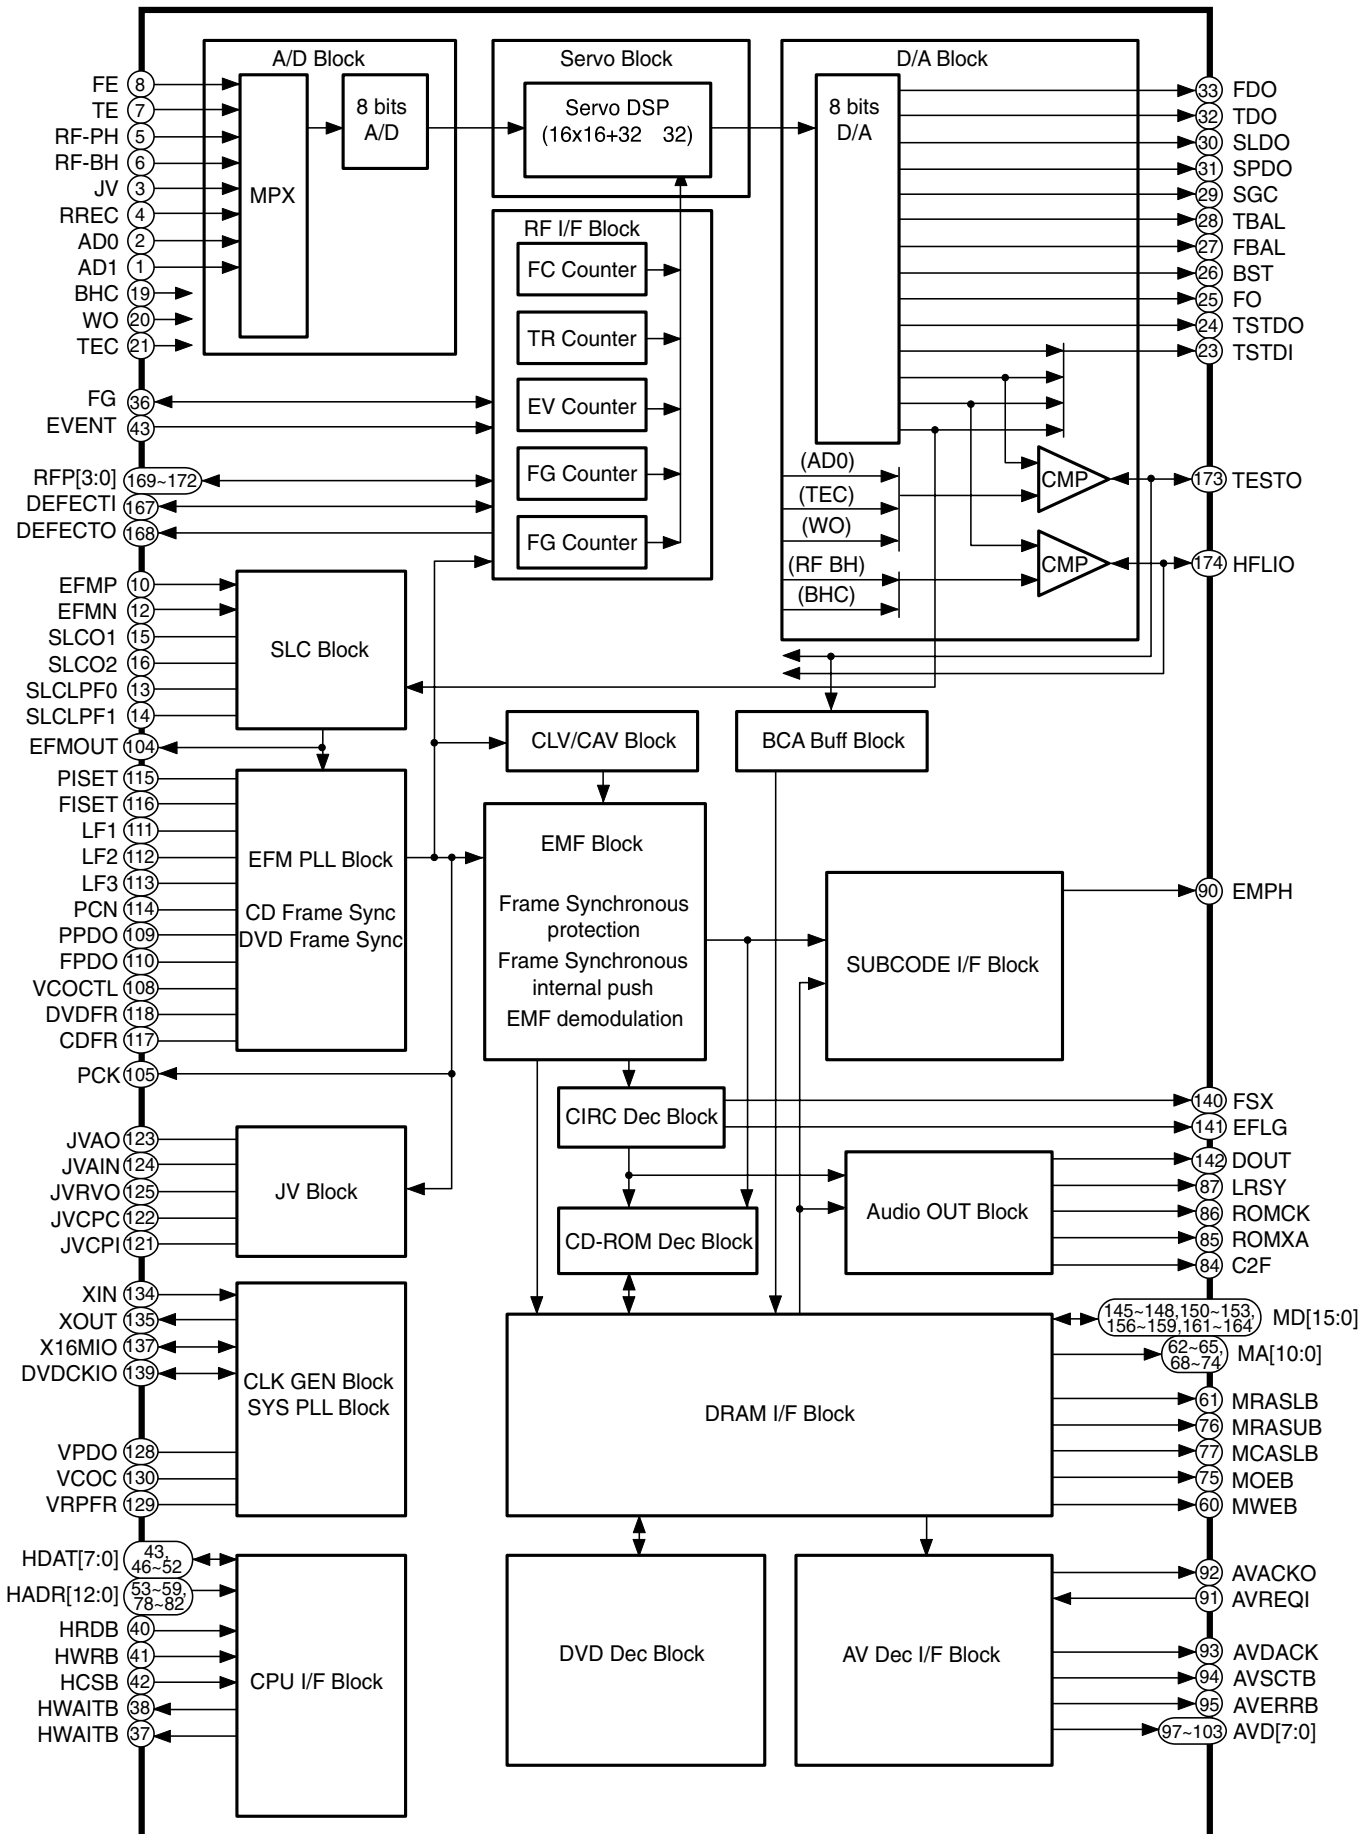 A/D Block
Servo Block
D/A Block
FE 8
TE 7
RF-PH 5
RF-BH 6
JV 3
RREC 4
AD0 2
AD1 1
BHC 19
WO 20
TEC 21
MPX
8 bits
A/D
Servo DSP
(16x16+32 32)
8 bits
D/A
33 FDO
32 TDO
30 SLDO
31 SPDO
29 SGC
28 TBAL
27 FBAL
26 BST
25 FO
24 TSTDO
23 TSTDI
RF I/F Block
FC Counter
TR Counter
EV Counter
FG Counter
FG Counter
FG 36
EVENT 43
RFP[3:0] 169~172
DEFECTI 167
DEFECTO 168
(AD0)
(TEC)
(WO)
(RF BH)
(BHC)
CMP
CMP
173 TESTO
174 HFLIO
EFMP 10
EFMN 12
SLCO1 15
SLCO2 16
SLCLPF0 13
SLCLPF1 14
SLC Block
EFMOUT 104
CLV/CAV Block
BCA Buff Block
PISET 115
FISET 116
LF1 111
LF2 112
LF3 113
PCN 114
PPDO 109
FPDO 110
VCOCTL 108
DVDFR 118
CDFR 117
PCK 105
EFM PLL Block
CD Frame Sync
DVD Frame Sync
EMF Block
Frame Synchronous
protection
Frame Synchronous
internal push
EMF demodulation
SUBCODE I/F Block
90 EMPH
CIRC Dec Block
140 FSX
141 EFLG
JVAO 123
JVAIN 124
JVRVO 125
JVCPC 122
JVCPI 121
JV Block
CD-ROM Dec Block
Audio OUT Block
142 DOUT
87 LRSY
86 ROMCK
85 ROMXA
84 C2F
XIN 134
XOUT 135
X16MIO 137
DVDCKIO 139
VPDO 128
VCOC 130
VRPFR 129
CLK GEN Block
SYS PLL Block
DRAM I/F Block
145~148,150~153,
156~159,161~164
MD[15:0]
62~65,
68~74
MA[10:0]
61 MRASLB
76 MRASUB
77 MCASLB
75 MOEB
60 MWEB
HDAT[7:0] 43,
46~52
HADR[12:0] 53~59,
78~82
HRDB 40
HWRB 41
HCSB 42
HWAITB 38
HWAITB 37
CPU I/F Block
DVD Dec Block
AV Dec I/F Block
92 AVACKO
91 AVREQI
93 AVDACK
94 AVSCTB
95 AVERRB
97~103 AVD[7:0]